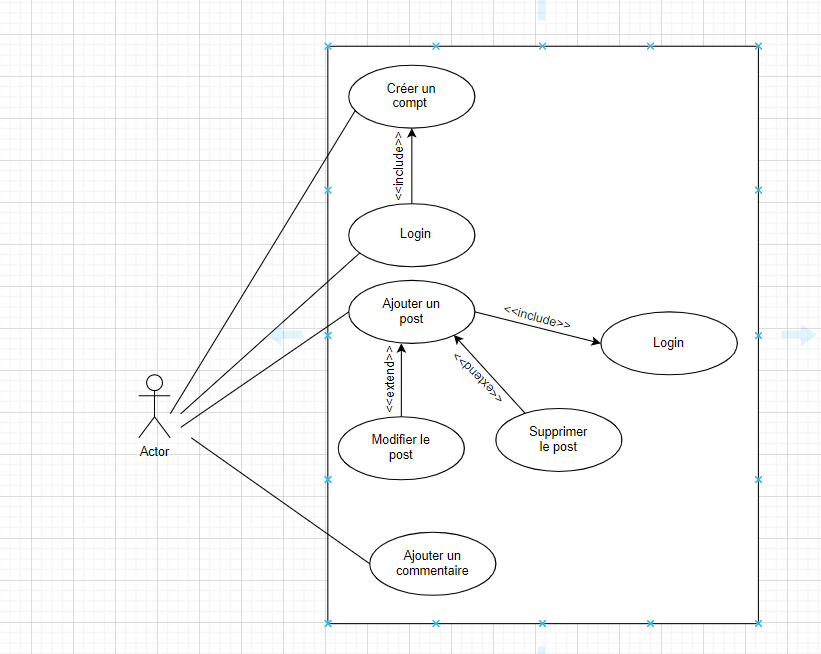 Créer un
compt
<<include>>
Login
Ajouter un
post
<<include>>
Login
<<extend>>
<<extend>>
Modifier le
post
Supprimer
le post
Actor
Ajouter un
commentaire